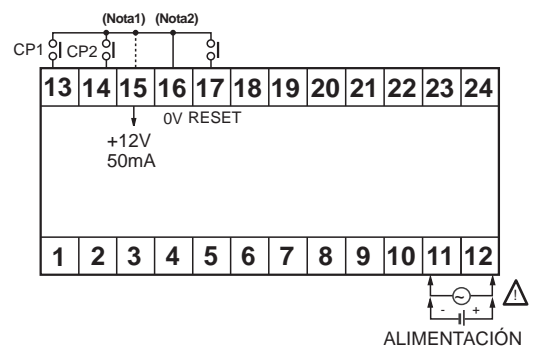 (Nota1) (Nota2)
CP1 CP2
13 14 15 16 17 18 19 20 21 22 23 24
0V RESET
+12V
50mA
1 2 3 4 5 6 7 8 9 10 11 12
~
!
- +
ALIMENTACIÓN